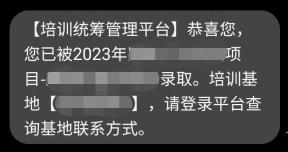 【培训统筹管理平台】恭喜您，
您已被2023年项
目-录取。培训基
地【】，请登录平台查
询基地联系方式。